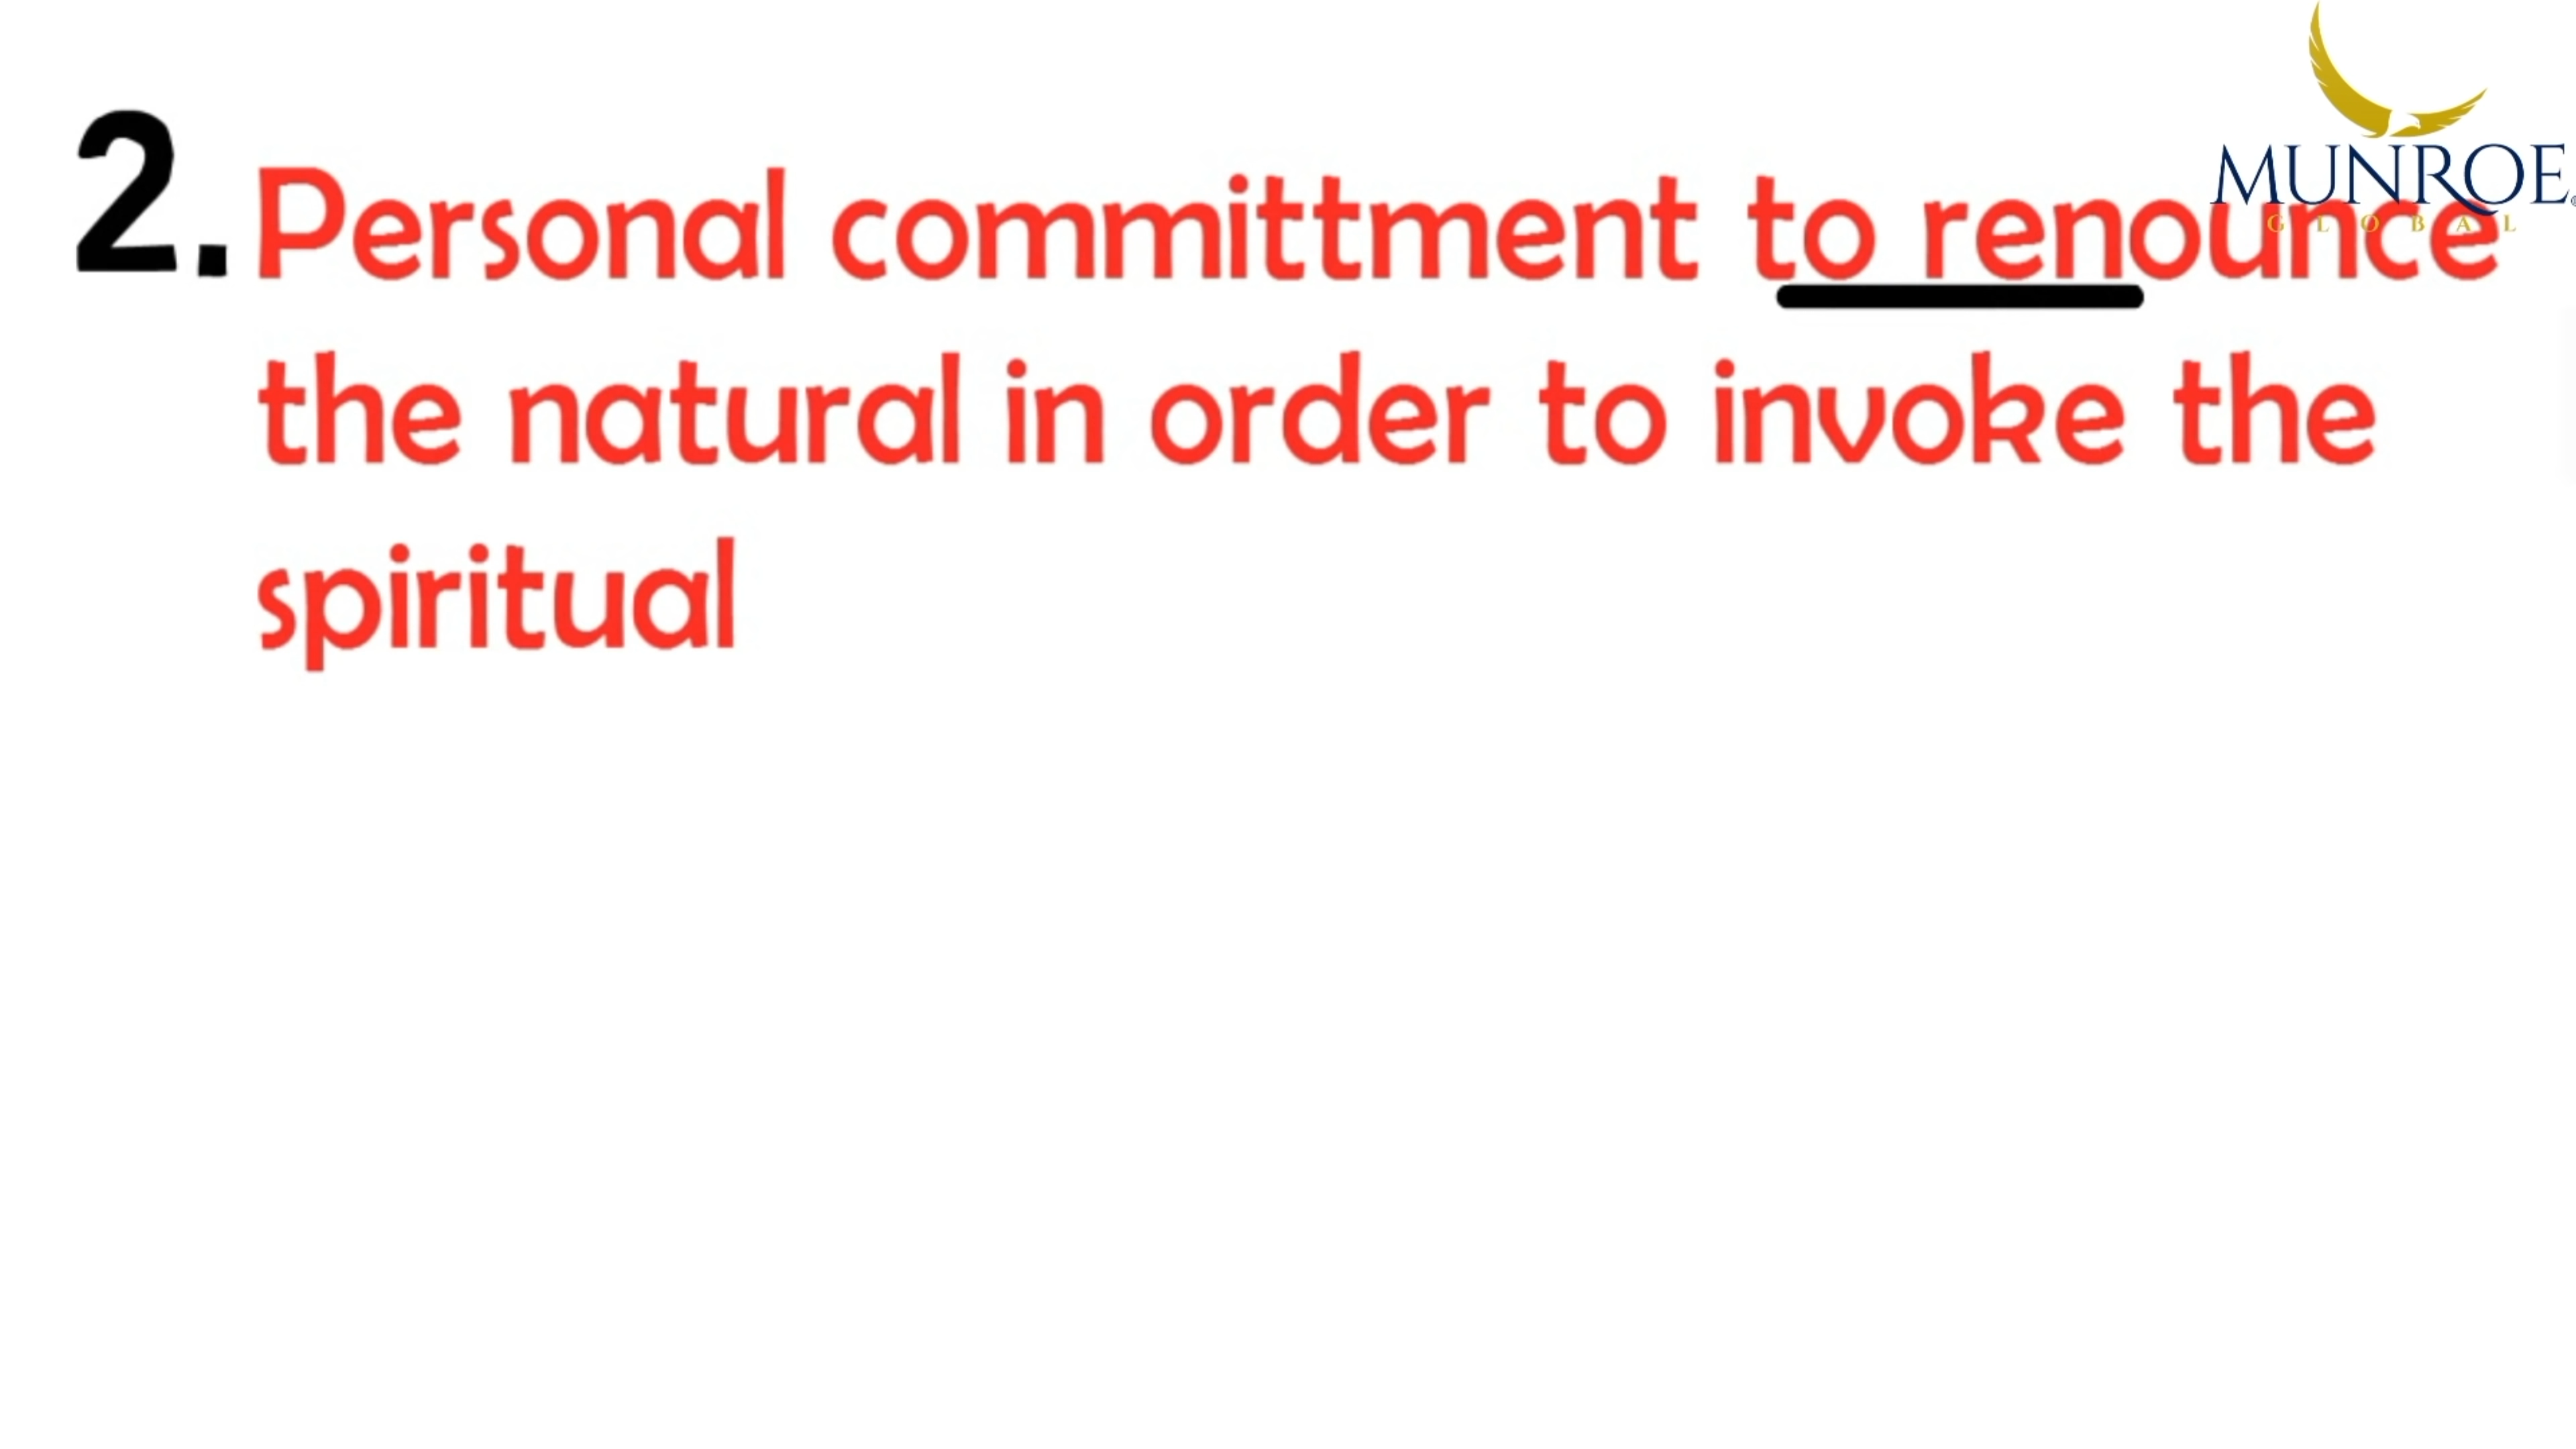 MUNROE
GLOBAL
2. Personal committment to renounce
the natural in order to invoke the
spiritual